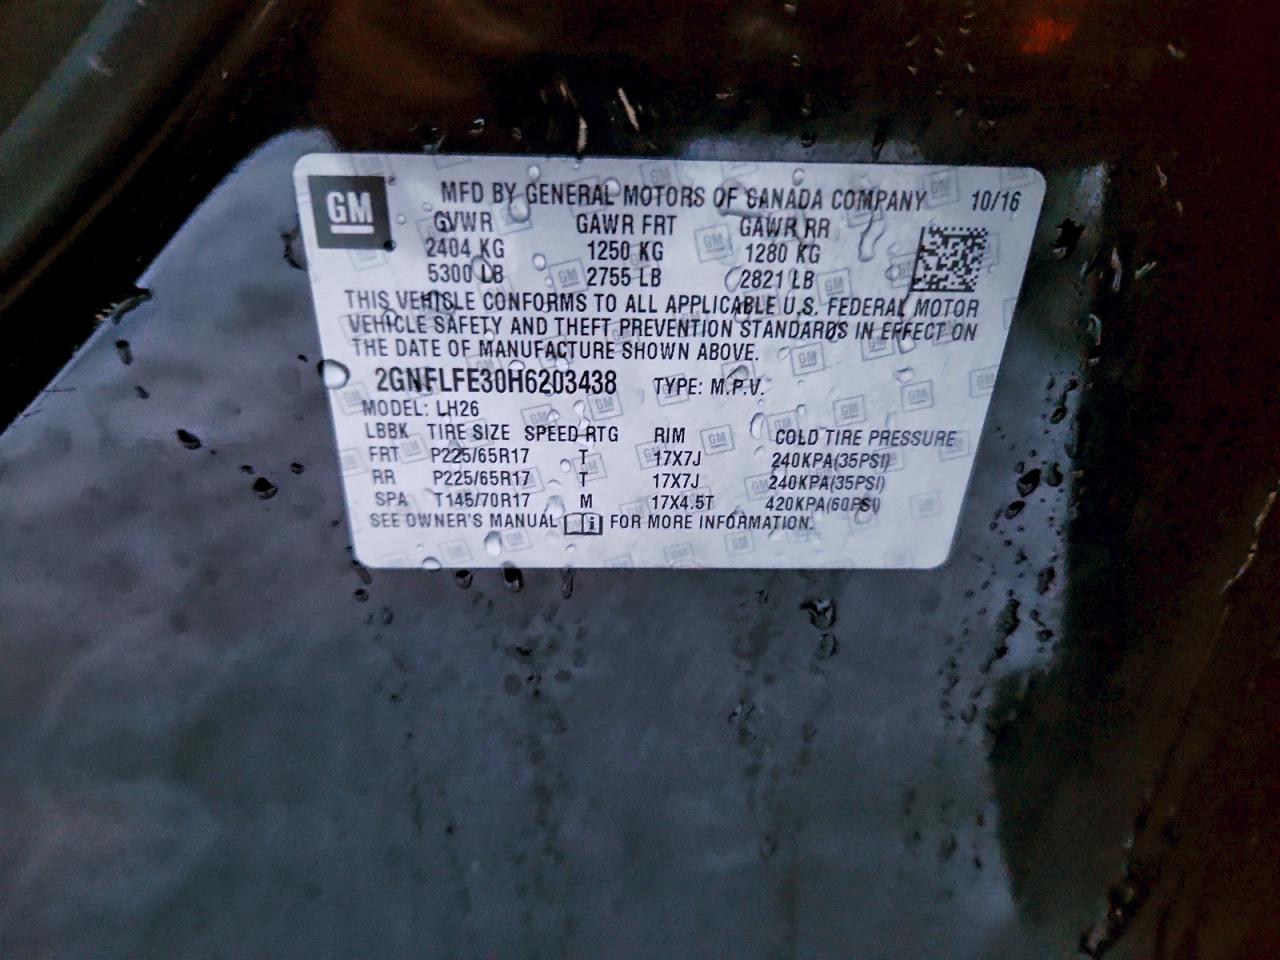 GM MFD BY GENERAL MOTORS OF CANADA COMPANY 10/16
GVWR GAWR FRT GAWR RR
2404 KG 1250 KG 1280 KG
5300 LB 2755 LB 2821 LB
THIS VEHICLE CONFORMS TO ALL APPLICABLE U.S. FEDERAL MOTOR
VEHICLE SAFETY AND THEFT PREVENTION STANDARDS IN EFFECT ON
THE DATE OF MANUFACTURE SHOWN ABOVE.
2GNFLFE30H6203438 TYPE: M.P.V.
MODEL: LH26
LBBK TIRE SIZE SPEED RTG RIM COLD TIRE PRESSURE
FRT P225/65R17 T 17X7J 240KPA(35PSI)
RR P225/65R17 T 17X7J 240KPA(35PSI)
SPA T145/70R17 M 17X4.5T 420KPA(60PSI)
SEE OWNER'S MANUAL FOR MORE INFORMATION.